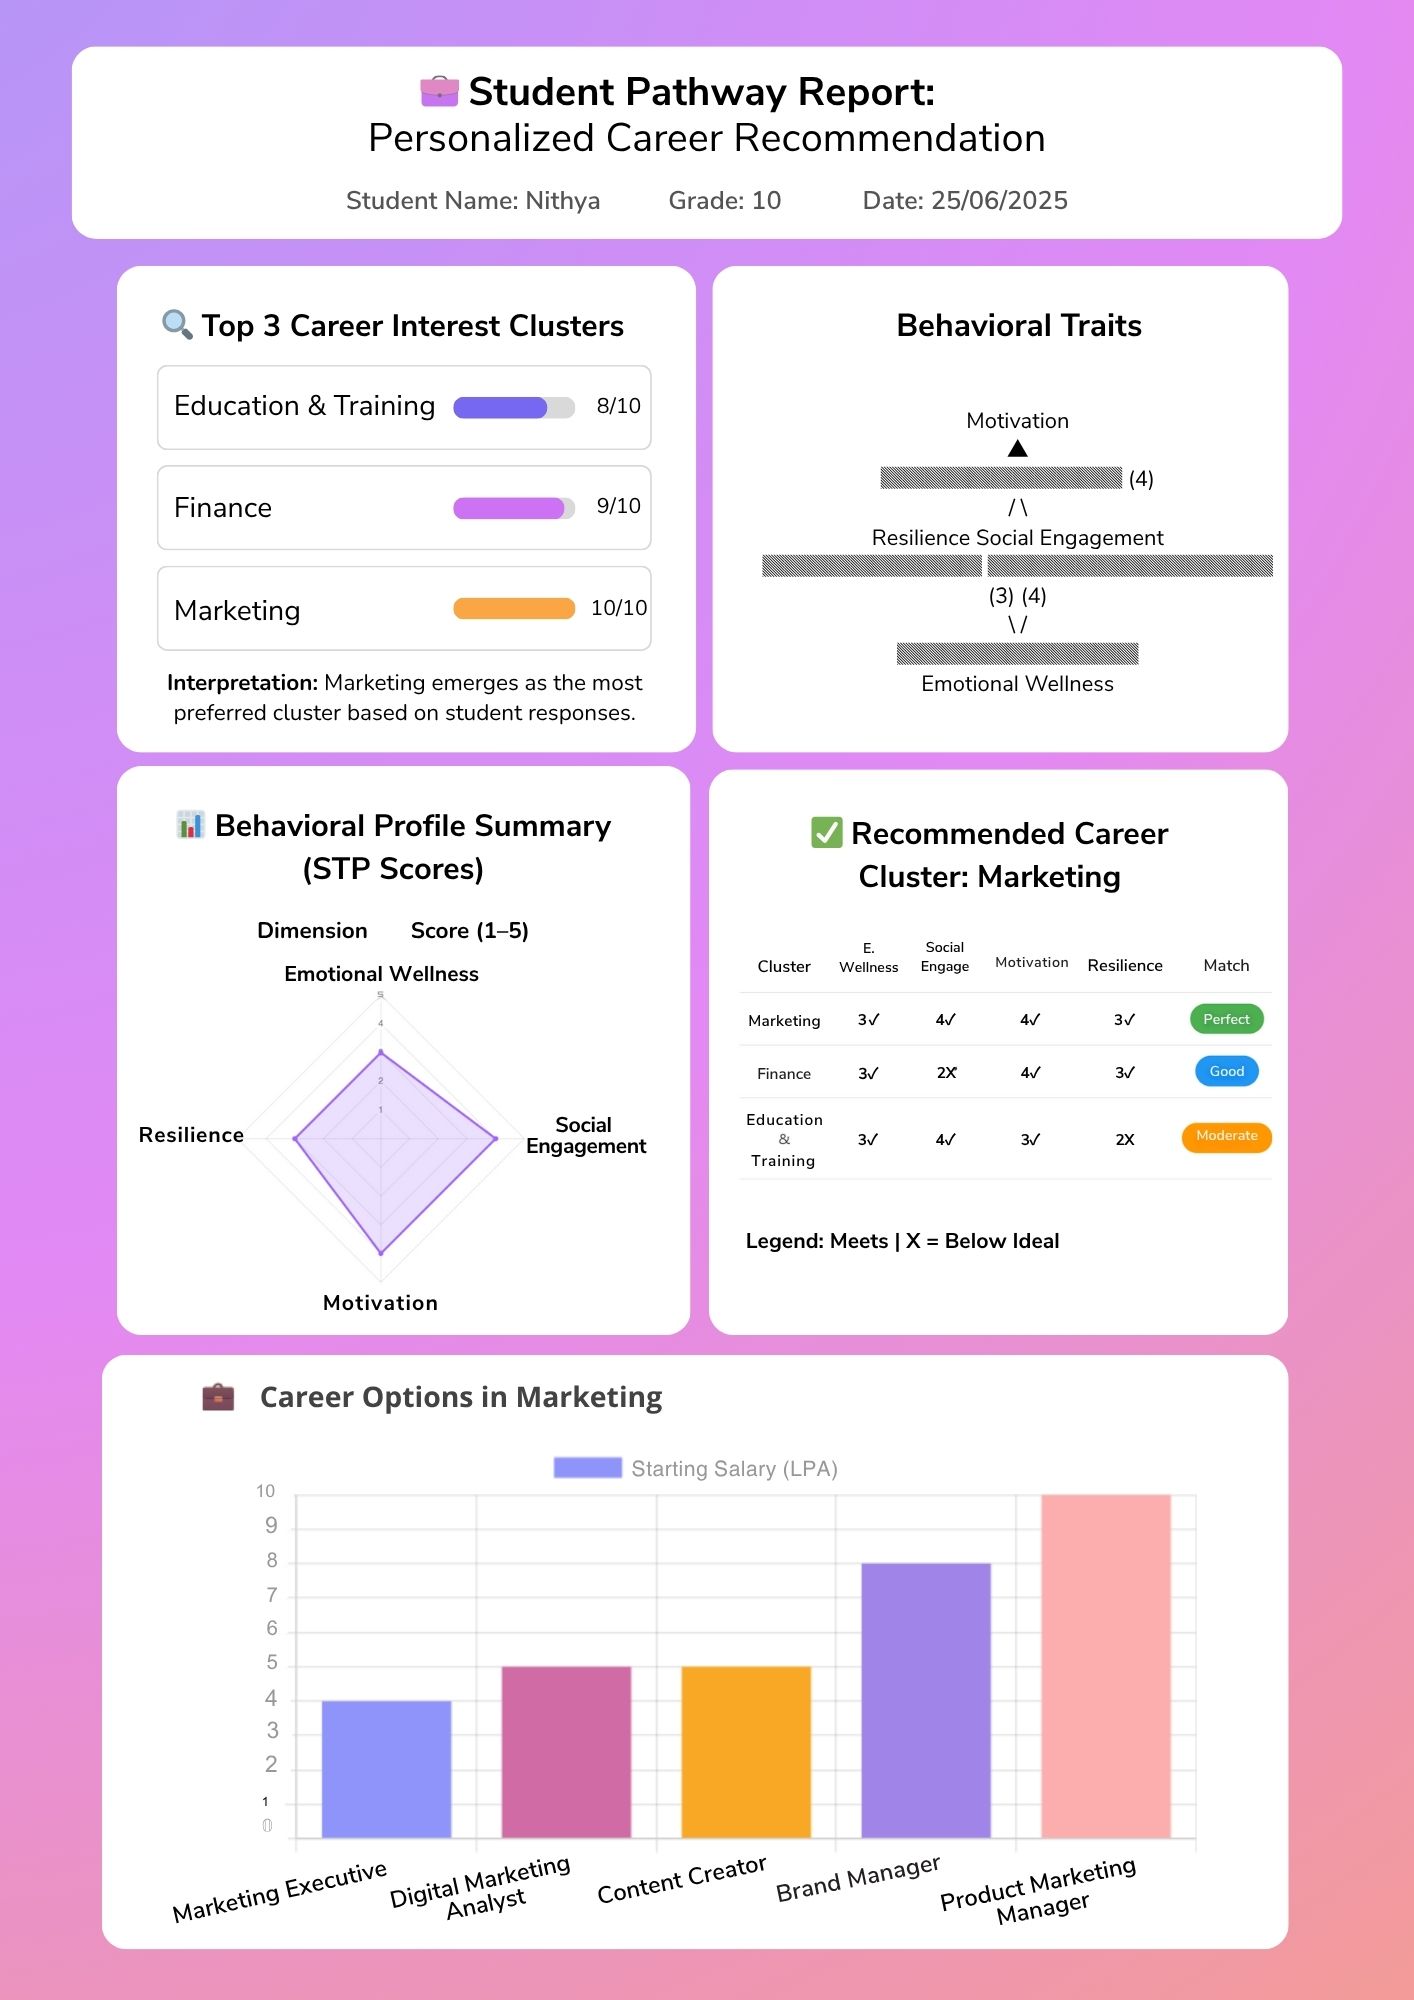 Student Pathway Report:
Personalized Career Recommendation
Student Name: Nithya Grade: 10 Date: 25/06/2025
Top 3 Career Interest Clusters
Education & Training 8/10
Finance 9/10
Marketing 10/10
Interpretation: Marketing emerges as the most
preferred cluster based on student responses.
Behavioral Traits
Motivation
▲
▒▒▒▒▒▒▒▒▒▒▒ (4)
/ \
Resilience Social Engagement
▒▒▒▒▒▒▒▒▒▒ ▒▒▒▒▒▒▒▒▒▒▒▒▒
(3) (4)
\ /
▒▒▒▒▒▒▒▒▒▒▒
Emotional Wellness
Behavioral Profile Summary
(STP Scores)
Dimension Score (1–5)
Emotional Wellness
5
4
2
1
Resilience
Social
Engagement
Motivation
Recommended Career
Cluster: Marketing
Cluster E. Wellness Social Engage Motivation Resilience Match
Marketing 3✓ 4✓ 4✓ 3✓ Perfect
Finance 3✓ 2X 4✓ 3✓ Good
Education & Training 3✓ 4✓ 3✓ 2X Moderate
Legend: Meets | X = Below Ideal
Career Options in Marketing
Starting Salary (LPA)
10
9
8
7
6
5
4
3
2
1
0
Marketing Executive
Digital Marketing
Analyst
Content Creator
Brand Manager
Product Marketing
Manager